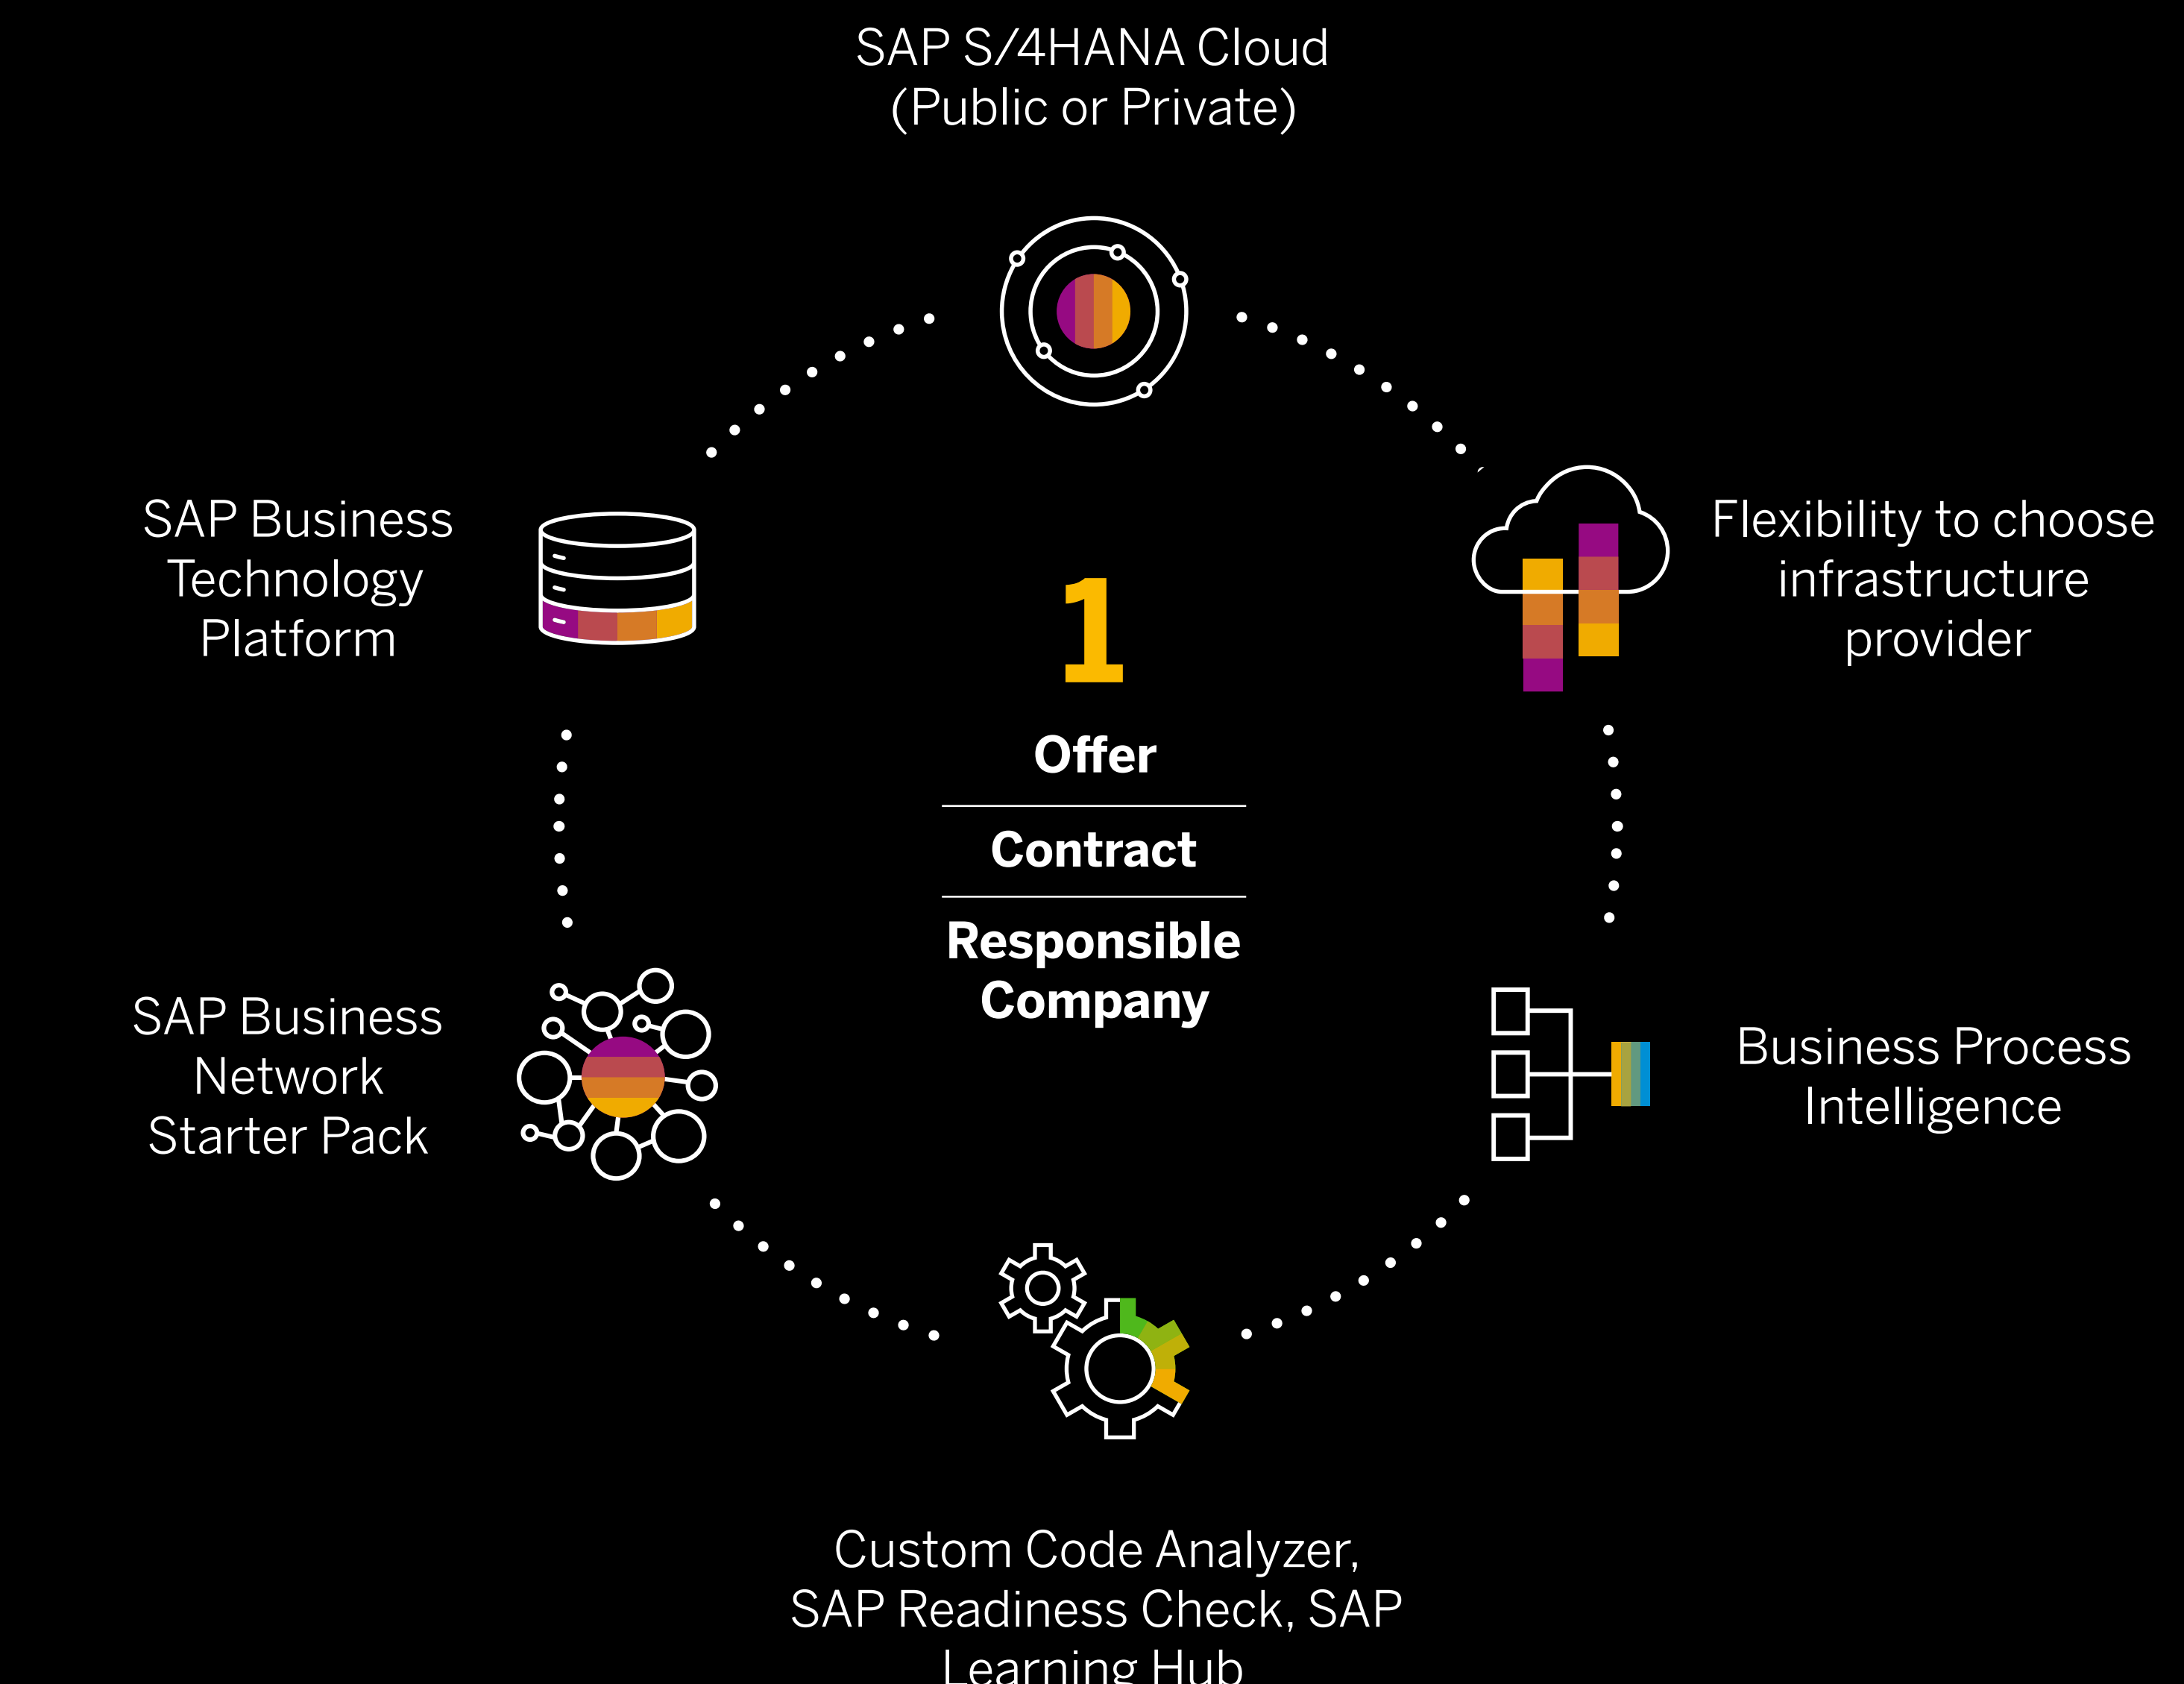 SAP S/4HANA Cloud
(Public or Private)
SAP Business
Technology
Platform
Flexibility to choose
infrastructure
provider
1
Offer
Contract
Responsible
Company
SAP Business
Network
Starter Pack
Business Process
Intelligence
Custom Code Analyzer,
SAP Readiness Check, SAP
Learning Hub